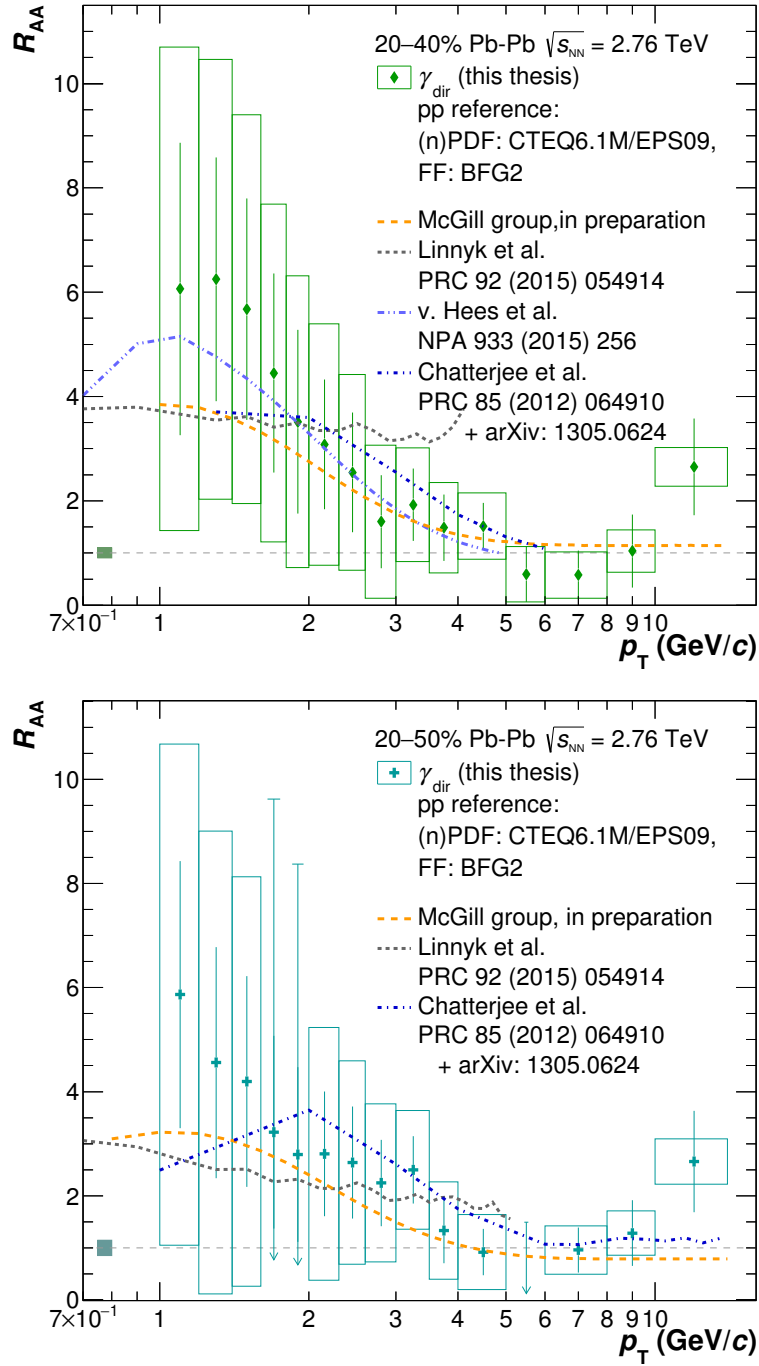 R_AA
20–40% Pb-Pb √s_NN = 2.76 TeV
γ_dir (this thesis)
pp reference:
(n)PDF: CTEQ6.1M/EPS09,
FF: BFG2
McGill group,in preparation
Linnyk et al.
PRC 92 (2015) 054914
v. Hees et al.
NPA 933 (2015) 256
Chatterjee et al.
PRC 85 (2012) 064910
+ arXiv: 1305.0624
10
8
6
4
2
0
7×10⁻¹ 1 2 3 4 5 6 7 8 9 10
p_T (GeV/c)
R_AA
20–50% Pb-Pb √s_NN = 2.76 TeV
γ_dir (this thesis)
pp reference:
(n)PDF: CTEQ6.1M/EPS09,
FF: BFG2
McGill group, in preparation
Linnyk et al.
PRC 92 (2015) 054914
Chatterjee et al.
PRC 85 (2012) 064910
+ arXiv: 1305.0624
10
8
6
4
2
0
7×10⁻¹ 1 2 3 4 5 6 7 8 9 10
p_T (GeV/c)